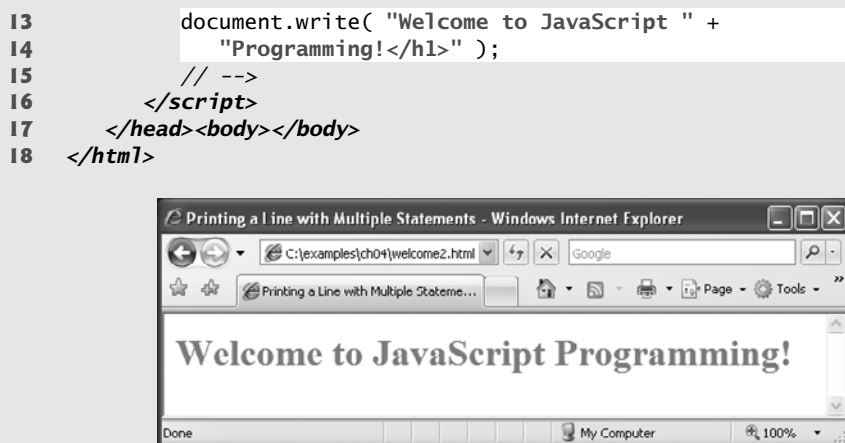 13 document.write( "Welcome to JavaScript " +
14 "Programming!</h1>" );
15 // -->
16 </script>
17 </head><body></body>
18 </html>
Printing a Line with Multiple Statements - Windows Internet Explorer
C:\examples\ch04\welcome2.html Google
Printing a Line with Multiple Stateme... Page Tools »
Welcome to JavaScript Programming!
Done My Computer 100%